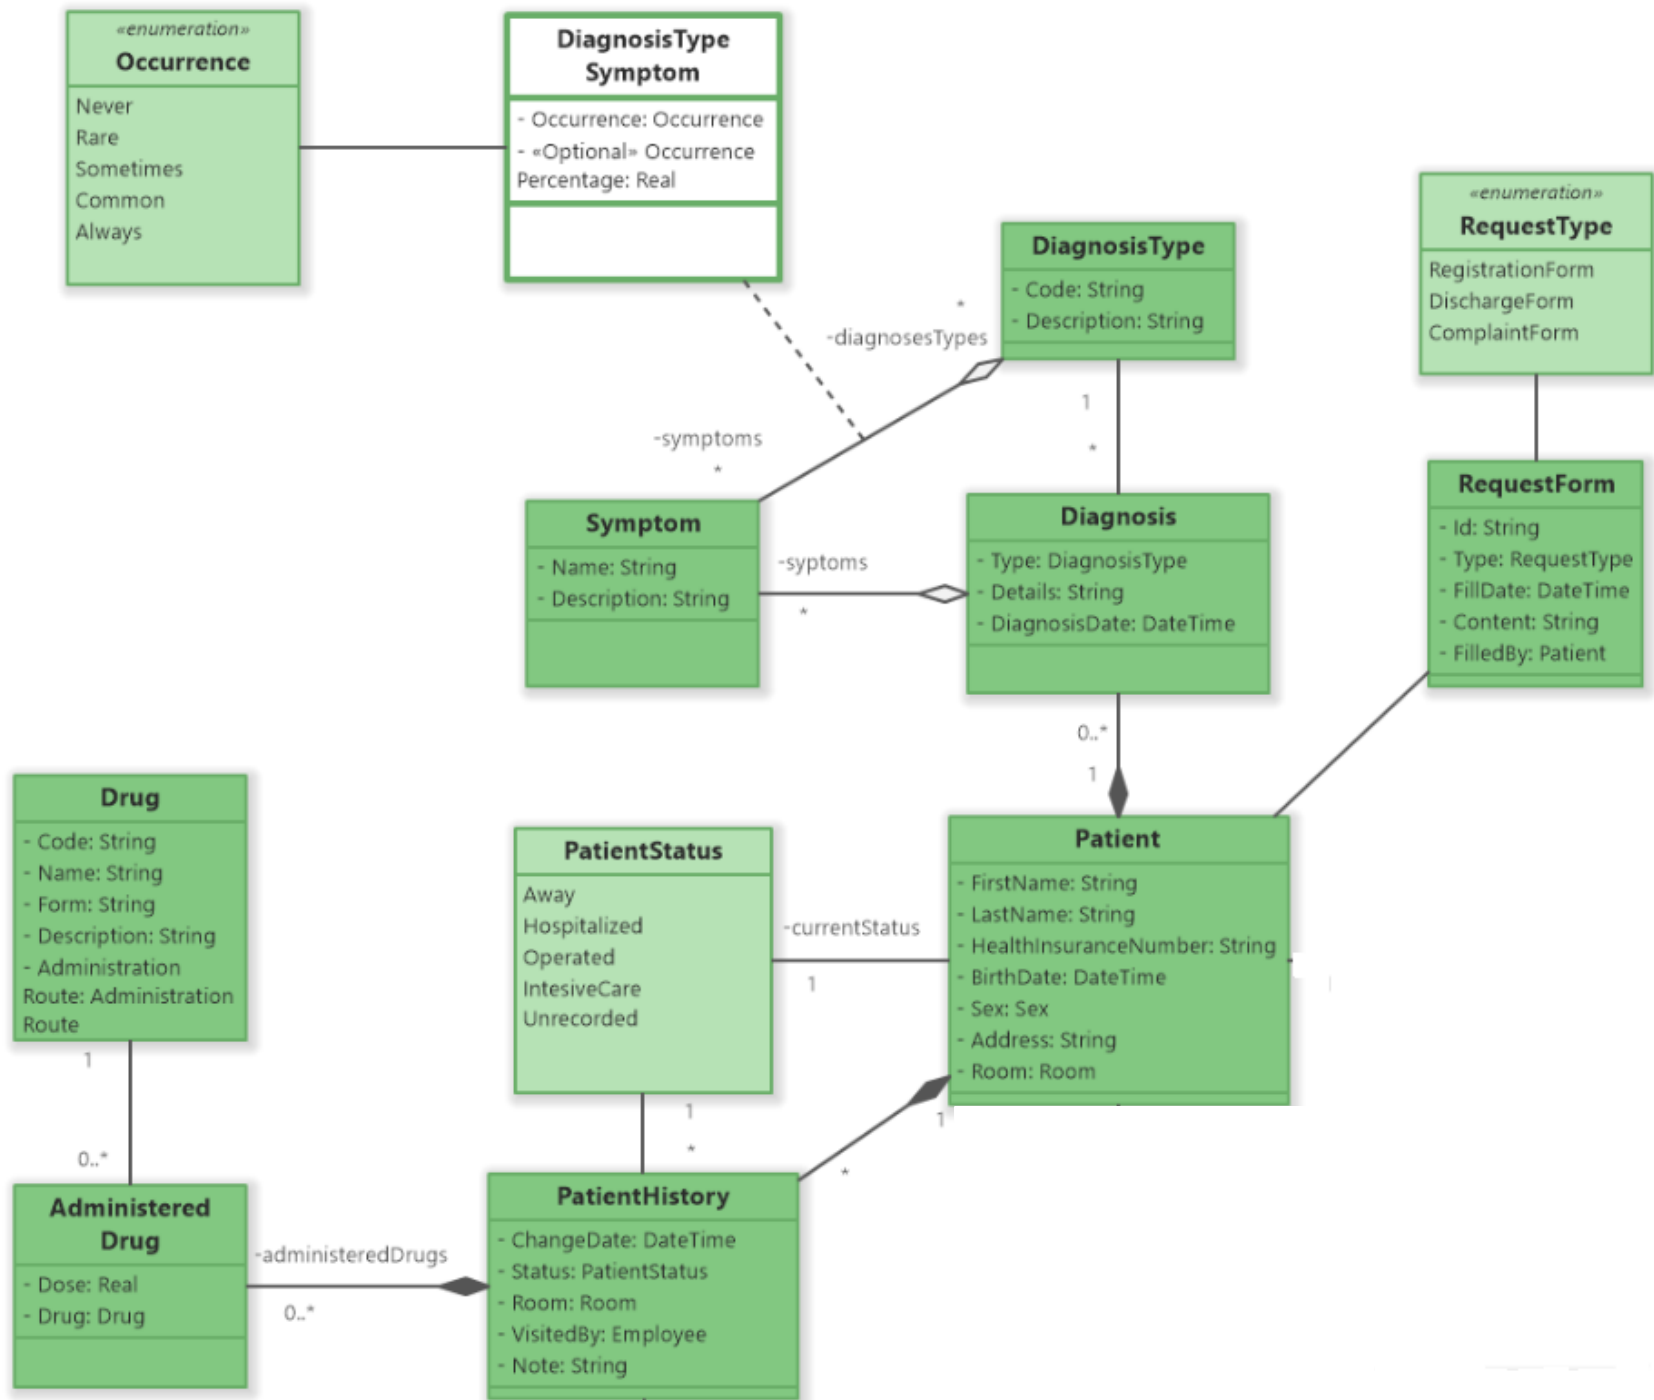 «enumeration»
Occurrence
Never
Rare
Sometimes
Common
Always
DiagnosisType
Symptom
- Occurrence: Occurrence
- «Optional» Occurrence
Percentage: Real
DiagnosisType
- Code: String
- Description: String
«enumeration»
RequestType
RegistrationForm
DischargeForm
ComplaintForm
*
-diagnosesTypes
-symptoms
*
1
*
Symptom
- Name: String
- Description: String
-syptoms
*
Diagnosis
- Type: DiagnosisType
- Details: String
- DiagnosisDate: DateTime
RequestForm
- Id: String
- Type: RequestType
- FillDate: DateTime
- Content: String
- FilledBy: Patient
0..*
1
Drug
- Code: String
- Name: String
- Form: String
- Description: String
- Administration
Route: Administration
Route
PatientStatus
Away
Hospitalized
Operated
IntesiveCare
Unrecorded
-currentStatus
1
Patient
- FirstName: String
- LastName: String
- HealthInsuranceNumber: String
- BirthDate: DateTime
- Sex: Sex
- Address: String
- Room: Room
1
0..*
1
*
1
*
Administered
Drug
- Dose: Real
- Drug: Drug
-administeredDrugs
0..*
PatientHistory
- ChangeDate: DateTime
- Status: PatientStatus
- Room: Room
- VisitedBy: Employee
- Note: String